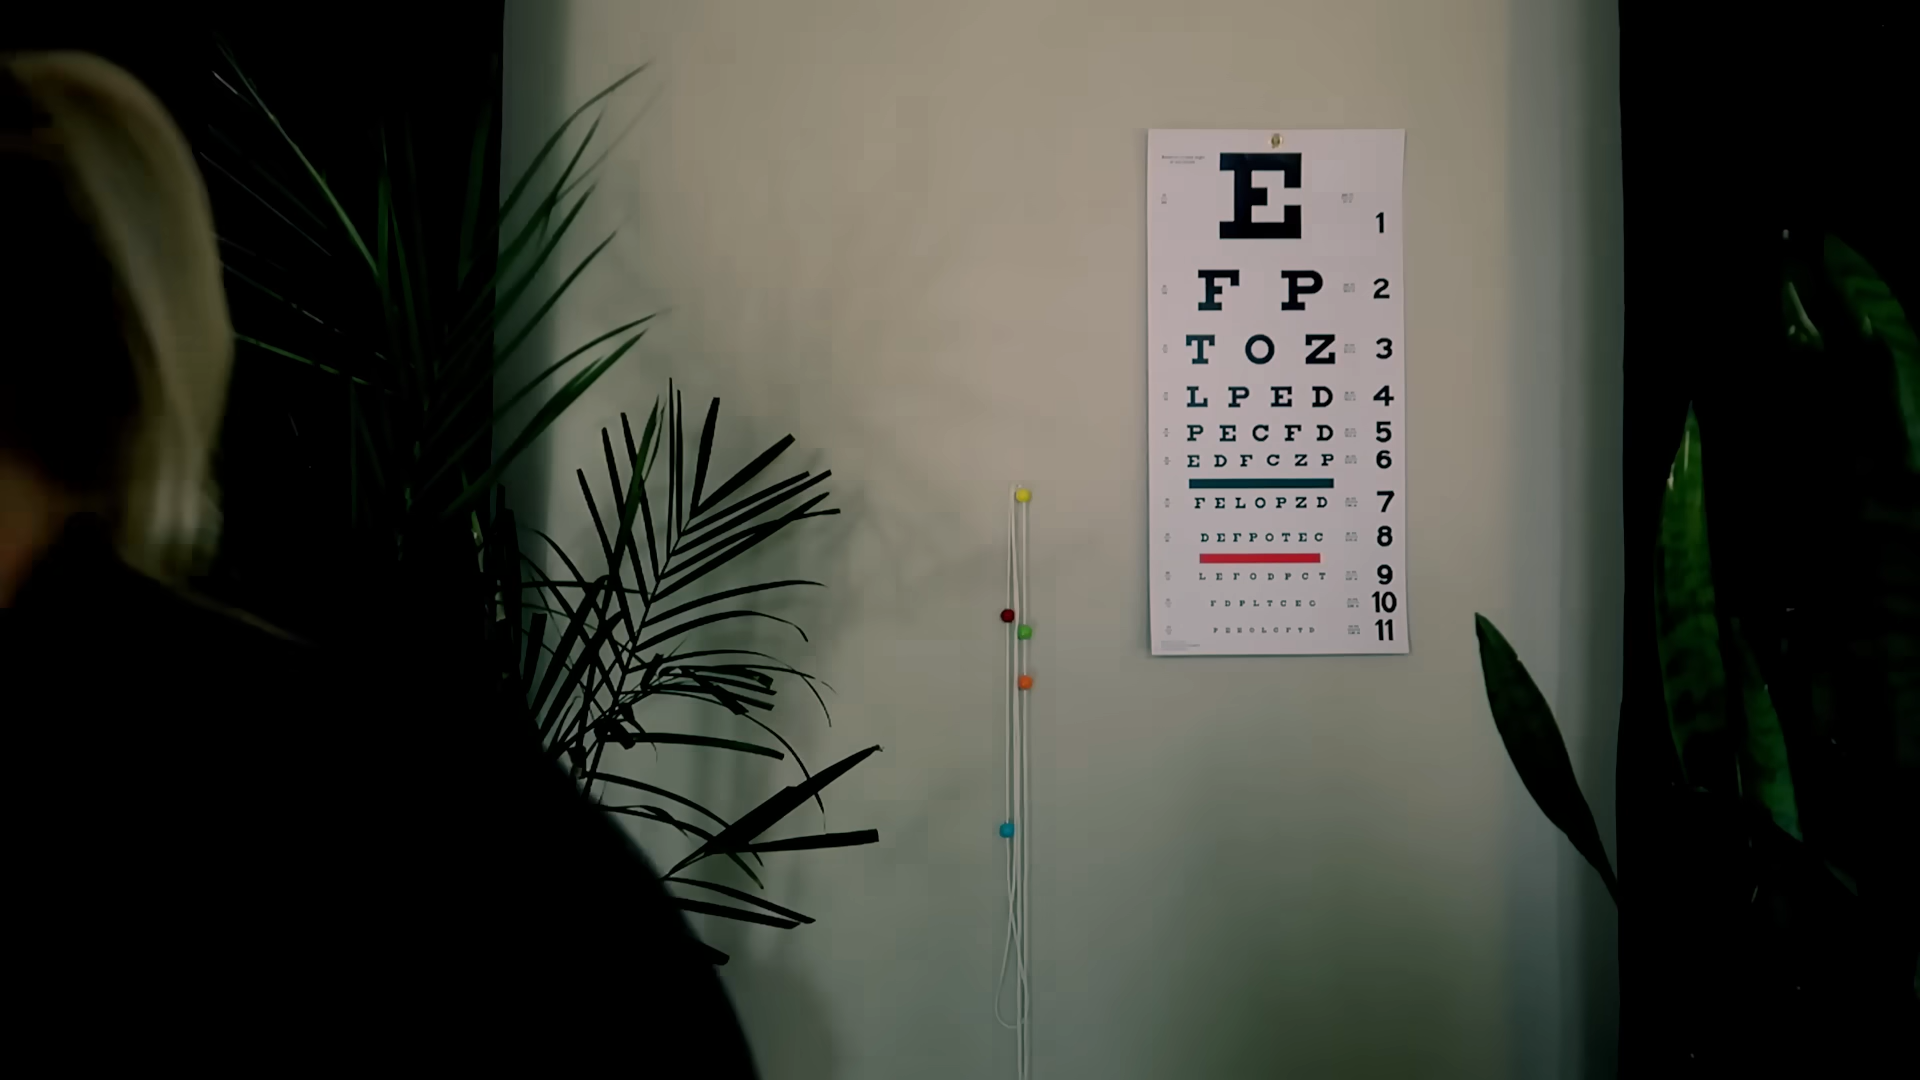 E 1
F P 2
T O Z 3
L P E D 4
P E C F D 5
E D F C Z P 6
F E L O P Z D 7
D E F P O T E C 8
L E F O D P C T 9
F D P L T C E O 10
11